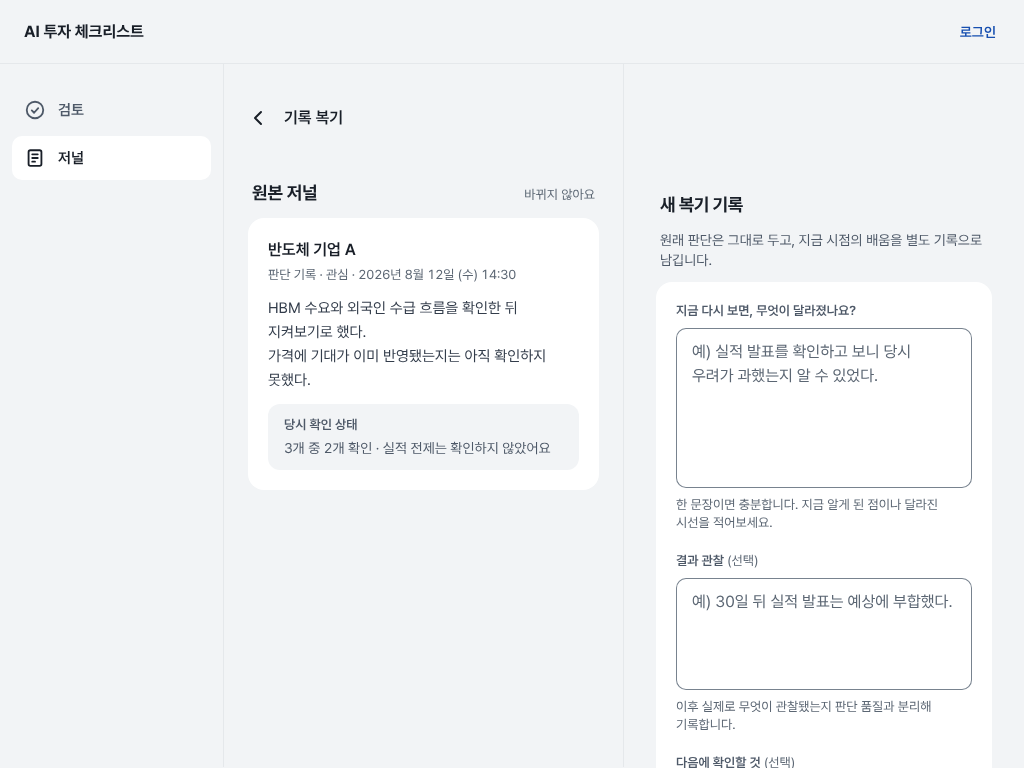 AI 투자 체크리스트
로그인
검토
저널
기록 복기
원본 저널
바뀌지 않아요
반도체 기업 A
판단 기록 · 관심 · 2026년 8월 12일 (수) 14:30
HBM 수요와 외국인 수급 흐름을 확인한 뒤
지켜보기로 했다.
가격에 기대가 이미 반영됐는지는 아직 확인하지
못했다.
당시 확인 상태
3개 중 2개 확인 · 실적 전제는 확인하지 않았어요
새 복기 기록
원래 판단은 그대로 두고, 지금 시점의 배움을 별도 기록으로
남깁니다.
지금 다시 보면, 무엇이 달라졌나요?
예) 실적 발표를 확인하고 보니 당시
우려가 과했는지 알 수 있었다.
한 문장이면 충분합니다. 지금 알게 된 점이나 달라진
시선을 적어보세요.
결과 관찰 (선택)
예) 30일 뒤 실적 발표는 예상에 부합했다.
이후 실제로 무엇이 관찰됐는지 판단 품질과 분리해
기록합니다.
다음에 확인할 것 (선택)